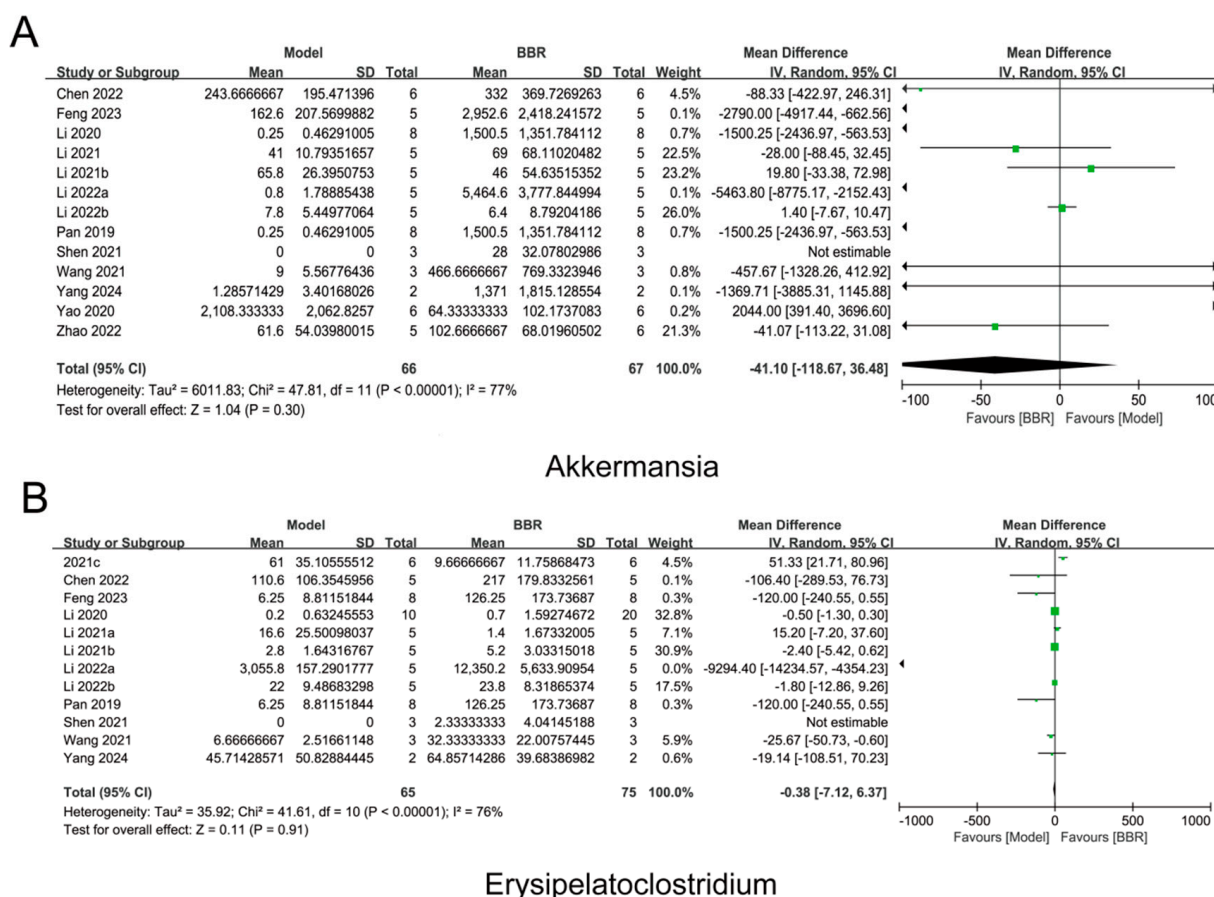 A
Model BBR Mean Difference Mean Difference
Study or Subgroup Mean SD Total Mean SD Total Weight IV, Random, 95% CI IV, Random, 95% CI
Chen 2022 243.6666667 195.471396 6 332 369.7269263 6 4.5% -88.33 [-422.97, 246.31]
Feng 2023 162.6 207.5699882 5 2,952.6 2,418.241572 5 0.1% -2790.00 [-4917.44, -662.56]
Li 2020 0.25 0.46291005 8 1,500.5 1,351.784112 8 0.7% -1500.25 [-2436.97, -563.53]
Li 2021 41 10.79351657 5 69 68.11020482 5 22.5% -28.00 [-88.45, 32.45]
Li 2021b 65.8 26.3950753 5 46 54.63515352 5 23.2% 19.80 [-33.38, 72.98]
Li 2022a 0.8 1.78885438 5 5,464.6 3,777.844994 5 0.1% -5463.80 [-8775.17, -2152.43]
Li 2022b 7.8 5.44977064 5 6.4 8.79204186 5 26.0% 1.40 [-7.67, 10.47]
Pan 2019 0.25 0.46291005 8 1,500.5 1,351.784112 8 0.7% -1500.25 [-2436.97, -563.53]
Shen 2021 0 0 3 28 32.07802986 3 Not estimable
Wang 2021 9 5.56776436 3 466.6666667 769.3323946 3 0.8% -457.67 [-1328.26, 412.92]
Yang 2024 1.28571429 3.40168026 2 1,371 1,815.128554 2 0.1% -1369.71 [-3885.31, 1145.88]
Yao 2020 2,108.333333 2,062.8257 6 64.33333333 102.1737083 6 0.2% 2044.00 [391.40, 3696.60]
Zhao 2022 61.6 54.03980015 5 102.6666667 68.01960502 6 21.3% -41.07 [-113.22, 31.08]
Total (95% CI) 66 67 100.0% -41.10 [-118.67, 36.48]
Heterogeneity: Tau² = 6011.83; Chi² = 47.81, df = 11 (P < 0.00001); I² = 77%
Test for overall effect: Z = 1.04 (P = 0.30)
-100 -50 0 50 100
Favours [BBR] Favours [Model]
Akkermansia
B
Model BBR Mean Difference Mean Difference
Study or Subgroup Mean SD Total Mean SD Total Weight IV, Random, 95% CI IV, Random, 95% CI
2021c 61 35.10555512 6 9.66666667 11.75868473 6 4.5% 51.33 [21.71, 80.96]
Chen 2022 110.6 106.3545956 5 217 179.8332561 5 0.1% -106.40 [-289.53, 76.73]
Feng 2023 6.25 8.81151844 8 126.25 173.73687 8 0.3% -120.00 [-240.55, 0.55]
Li 2020 0.2 0.63245553 10 0.7 1.59274672 20 32.8% -0.50 [-1.30, 0.30]
Li 2021a 16.6 25.50098037 5 1.4 1.67332005 5 7.1% 15.20 [-7.20, 37.60]
Li 2021b 2.8 1.64316767 5 5.2 3.03315018 5 30.9% -2.40 [-5.42, 0.62]
Li 2022a 3,055.8 157.2901777 5 12,350.2 5,633.90954 5 0.0% -9294.40 [-14234.57, -4354.23]
Li 2022b 22 9.48683298 5 23.8 8.31865374 5 17.5% -1.80 [-12.86, 9.26]
Pan 2019 6.25 8.81151844 8 126.25 173.73687 8 0.3% -120.00 [-240.55, 0.55]
Shen 2021 0 0 3 2.33333333 4.04145188 3 Not estimable
Wang 2021 6.66666667 2.51661148 3 32.33333333 22.00757445 3 5.9% -25.67 [-50.73, -0.60]
Yang 2024 45.71428571 50.82884445 2 64.85714286 39.68386982 2 0.6% -19.14 [-108.51, 70.23]
Total (95% CI) 65 75 100.0% -0.38 [-7.12, 6.37]
Heterogeneity: Tau² = 35.92; Chi² = 41.61, df = 10 (P < 0.00001); I² = 76%
Test for overall effect: Z = 0.11 (P = 0.91)
-1000 -500 0 500 1000
Favours [Model] Favours [BBR]
Erysipelatoclostridium